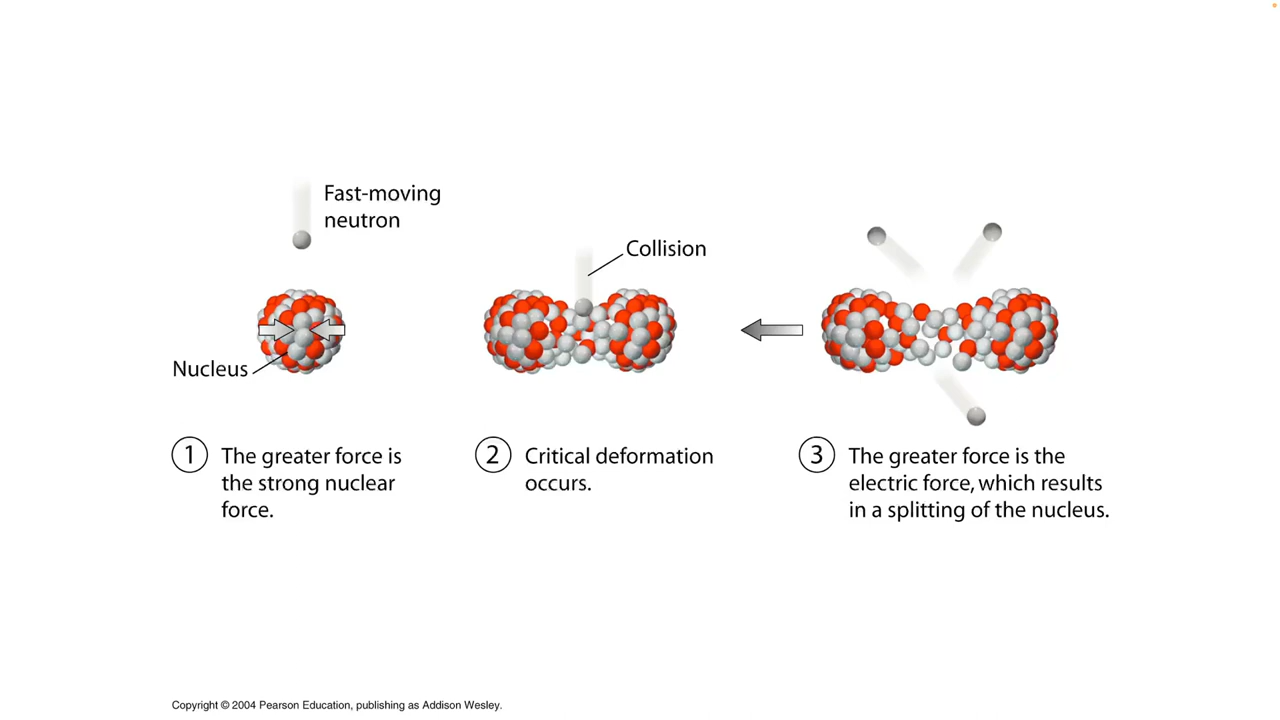 Fast-moving
neutron
Collision
Nucleus
1 The greater force is
the strong nuclear
force.
2 Critical deformation
occurs.
3 The greater force is the
electric force, which results
in a splitting of the nucleus.
Copyright © 2004 Pearson Education, publishing as Addison Wesley.